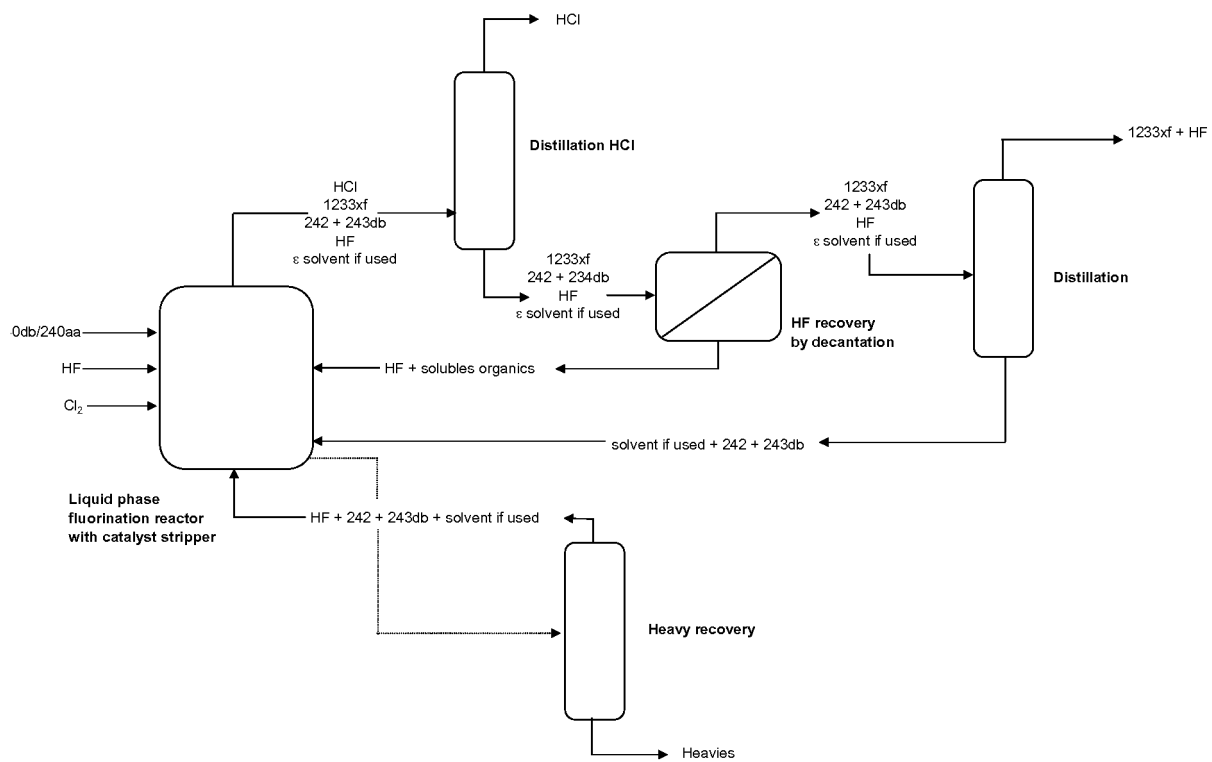 HCl
Distillation HCl
1233xf + HF
HCl
1233xf
242 + 243db
HF
ε solvent if used
1233xf
242 + 243db
HF
ε solvent if used
1233xf
242 + 234db
HF
ε solvent if used
Distillation
HF recovery
by decantation
0db/240aa
HF
Cl₂
HF + solubles organics
solvent if used + 242 + 243db
Liquid phase
fluorination reactor
with catalyst stripper
HF + 242 + 243db + solvent if used
Heavy recovery
Heavies